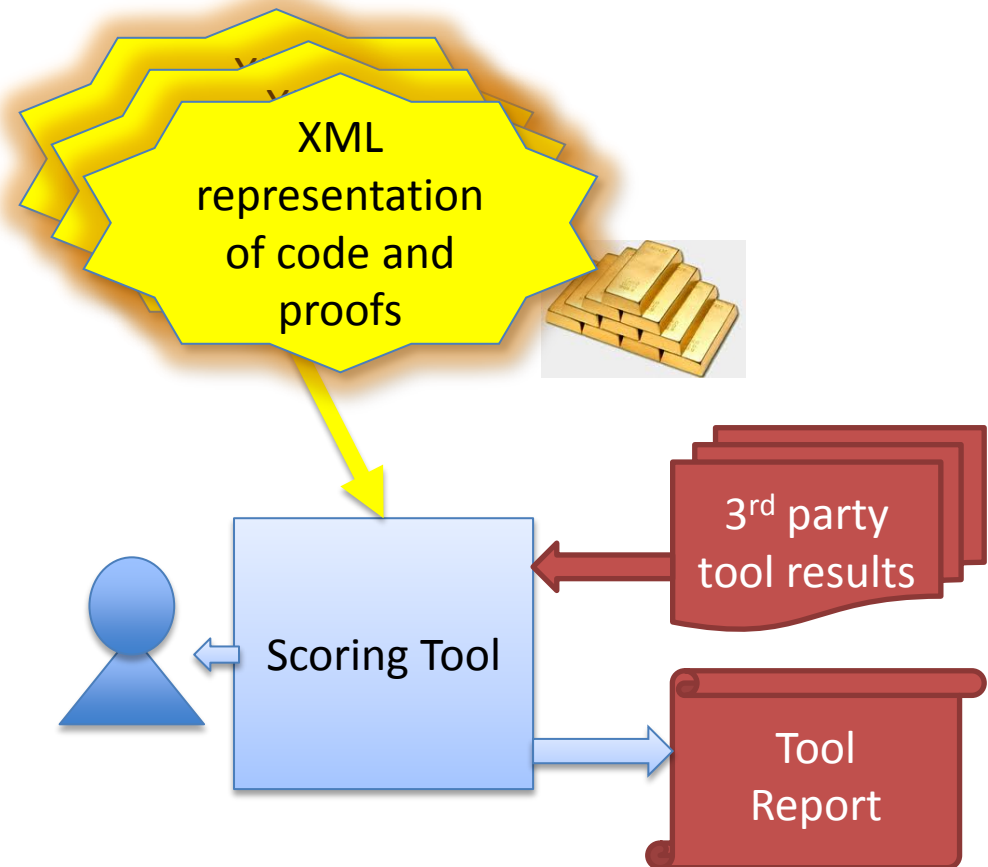 XML
representation
of code and
proofs
3rd party
tool results
Scoring Tool
Tool
Report